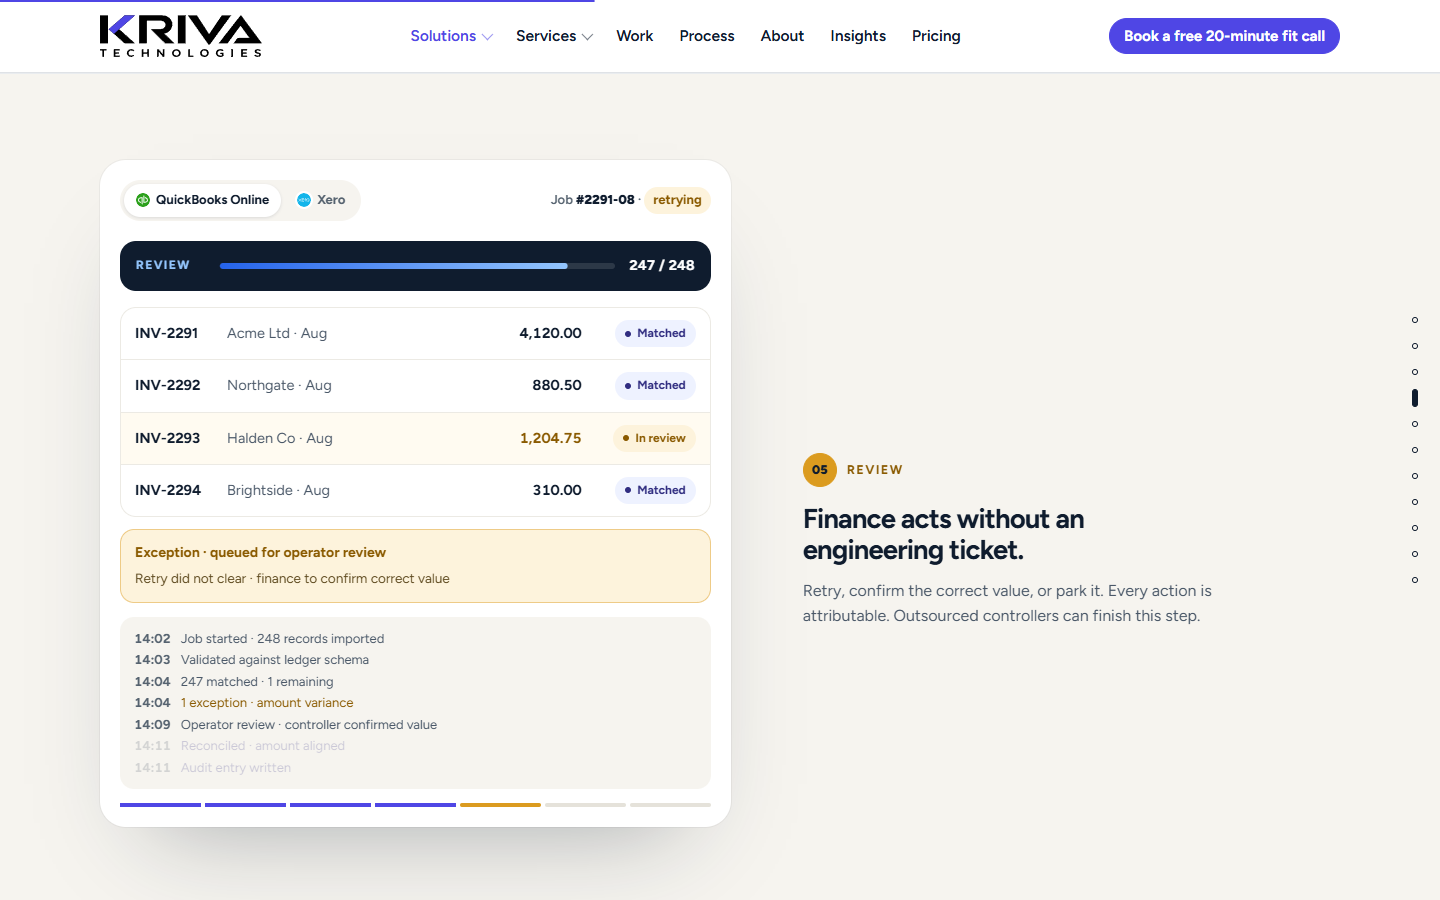 KRIVA
TECHNOLOGIES
Solutions
Services
Work
Process
About
Insights
Pricing
Book a free 20-minute fit call
QuickBooks Online
Xero
Job #2291-08 · retrying
REVIEW
247 / 248
INV-2291 Acme Ltd · Aug 4,120.00 Matched
INV-2292 Northgate · Aug 880.50 Matched
INV-2293 Halden Co · Aug 1,204.75 In review
INV-2294 Brightside · Aug 310.00 Matched
Exception · queued for operator review
Retry did not clear · finance to confirm correct value
14:02 Job started · 248 records imported
14:03 Validated against ledger schema
14:04 247 matched · 1 remaining
14:04 1 exception · amount variance
14:09 Operator review · controller confirmed value
14:11 Reconciled · amount aligned
14:11 Audit entry written
05 REVIEW
Finance acts without an
engineering ticket.
Retry, confirm the correct value, or park it. Every action is
attributable. Outsourced controllers can finish this step.